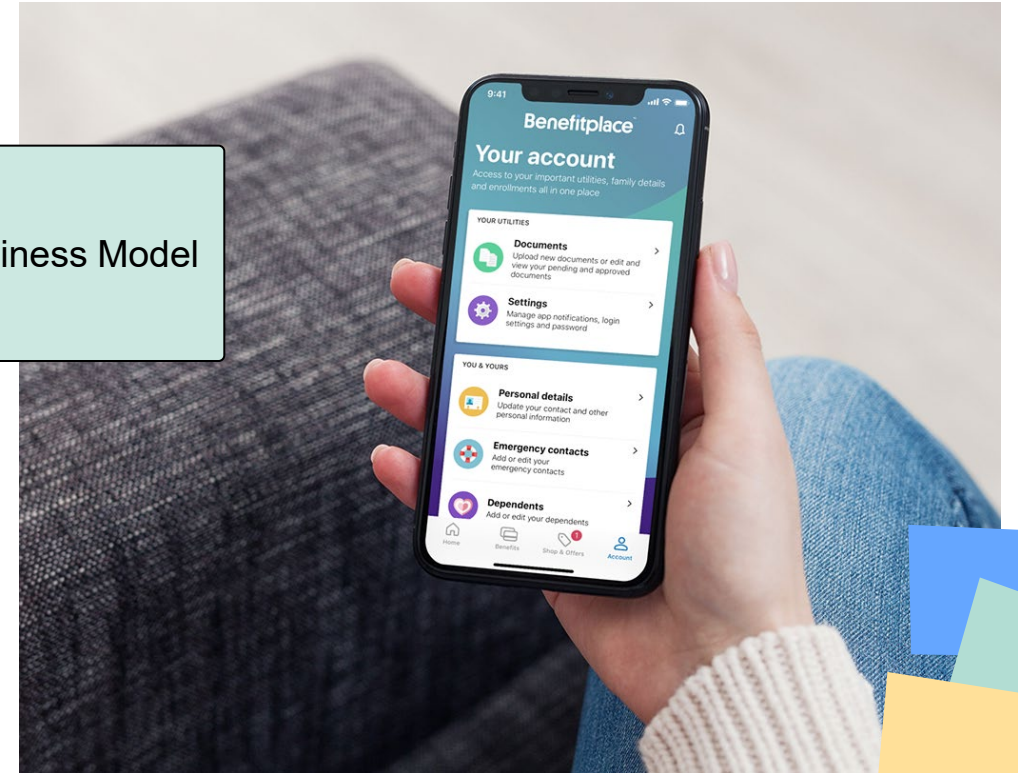 iness Model
9:41
Benefitplace
Your account
Access to your important utilities, family details
and enrollments all in one place
YOUR UTILITIES
Documents
Upload new documents or edit and
view your pending and approved
documents
Settings
Manage app notifications, login
settings and password
YOU & YOURS
Personal details
Update your contact and other
personal information
Emergency contacts
Add or edit your
emergency contacts
Dependents
Add or edit your dependents
Home
Benefits
Shop & Offers
1
Account